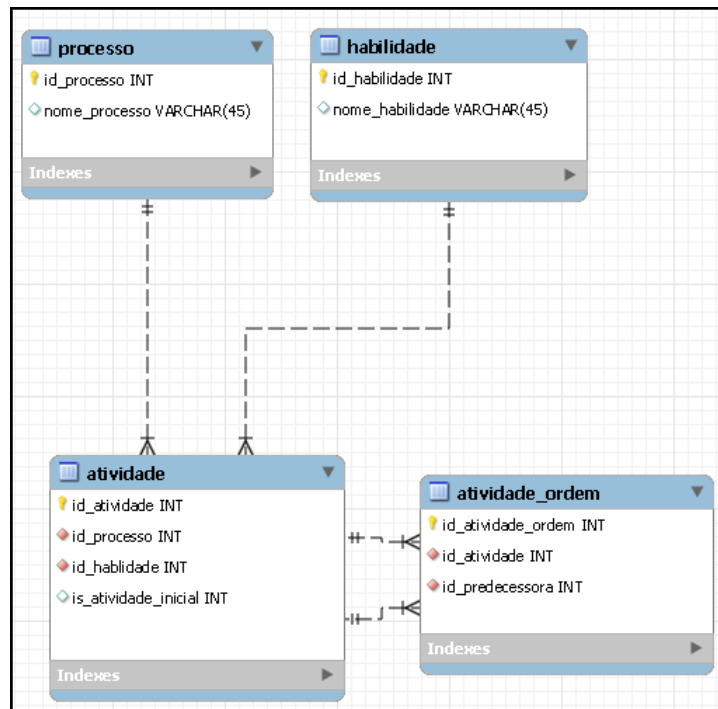 processo
id_processo INT
nome_processo VARCHAR(45)
Indexes
habilidade
id_habilidade INT
nome_habilidade VARCHAR(45)
Indexes
atividade
id_atividade INT
id_processo INT
id_hablidade INT
is_atividade_inicial INT
Indexes
atividade_ordem
id_atividade_ordem INT
id_atividade INT
id_predecessora INT
Indexes